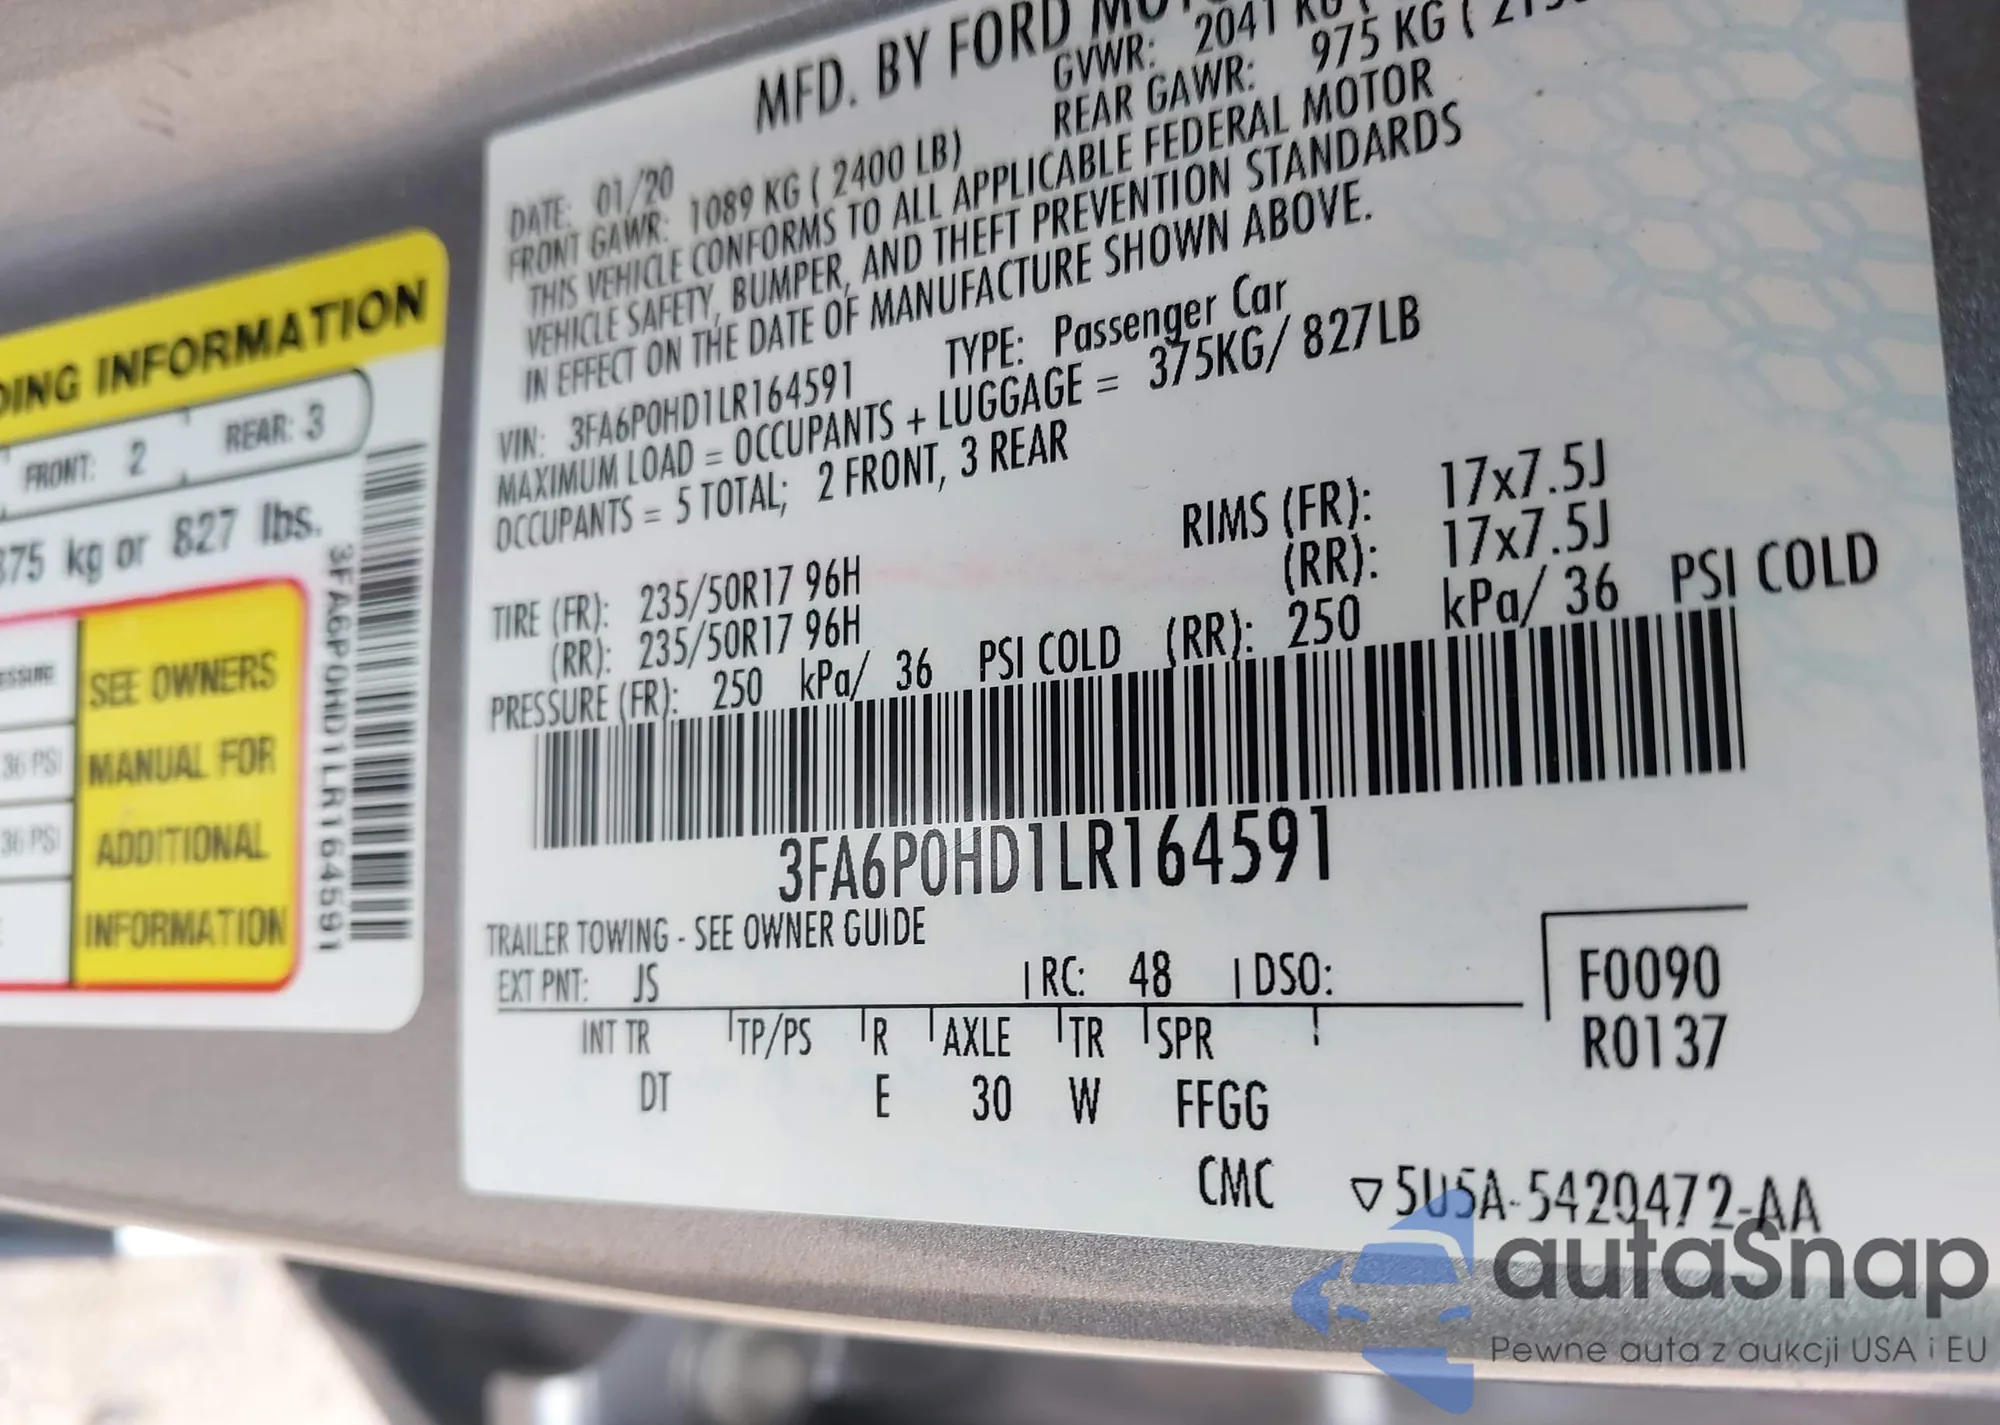 DING INFORMATION
FRONT: 2 REAR: 3
375 kg or 827 lbs.
SEE OWNERS
36 PSI MANUAL FOR
36 PSI ADDITIONAL
INFORMATION
3FA6P0HD1LR164591
MFD. BY FORD
DATE: 01/20 GVWR: 2041 KG (
FRONT GAWR: 1089 KG ( 2400 LB) REAR GAWR: 975 KG (
THIS VEHICLE CONFORMS TO ALL APPLICABLE FEDERAL MOTOR
VEHICLE SAFETY, BUMPER, AND THEFT PREVENTION STANDARDS
IN EFFECT ON THE DATE OF MANUFACTURE SHOWN ABOVE.
VIN: 3FA6P0HD1LR164591 TYPE: Passenger Car
MAXIMUM LOAD = OCCUPANTS + LUGGAGE = 375KG/ 827LB
OCCUPANTS = 5 TOTAL; 2 FRONT, 3 REAR
TIRE (FR): 235/50R17 96H RIMS (FR): 17x7.5J
(RR): 235/50R17 96H (RR): 17x7.5J
PRESSURE (FR): 250 kPa/ 36 PSI COLD (RR): 250 kPa/ 36 PSI COLD
3FA6P0HD1LR164591
TRAILER TOWING - SEE OWNER GUIDE
EXT PNT: JS RC: 48 DSO: F0090
INT TR TP/PS R AXLE TR SPR R0137
DT E 30 W FFGG
CMC ▽5U5A-5420472-AA
autaSnap
Pewne auta z aukcji USA i EU